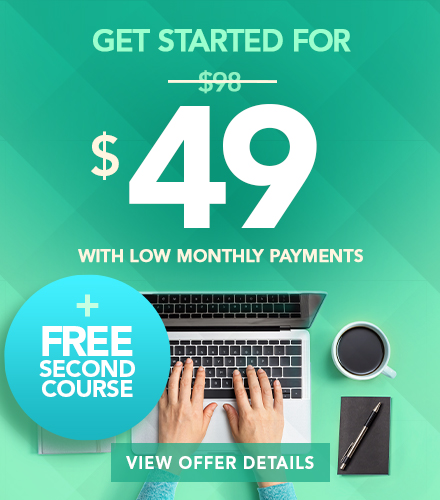 GET STARTED FOR
$98
$49
WITH LOW MONTHLY PAYMENTS
+
FREE
SECOND
COURSE
VIEW OFFER DETAILS